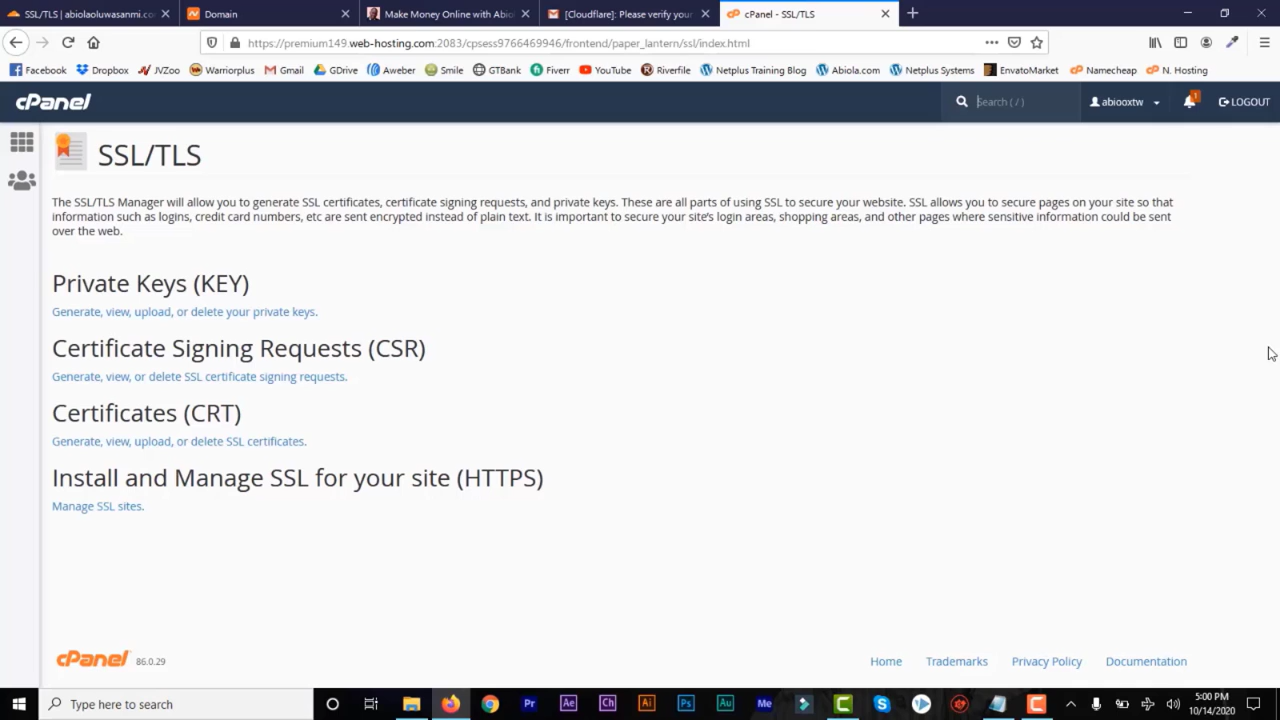 SSL/TLS | abiolaoluwasanmi.co
Domain
Make Money Online with Abio
[Cloudflare]: Please verify your
cPanel - SSL/TLS
https://premium149.web-hosting.com:2083/cpsess9766469946/frontend/paper_lantern/ssl/index.html
Facebook Dropbox JVZoo Warriorplus Gmail GDrive Aweber Smile GTBank Fiverr YouTube Riverfile Netplus Training Blog Abiola.com Netplus Systems EnvatoMarket Namecheap N. Hosting
cPanel Search ( / ) abiooxtw 1 LOGOUT
SSL/TLS
The SSL/TLS Manager will allow you to generate SSL certificates, certificate signing requests, and private keys. These are all parts of using SSL to secure your website. SSL allows you to secure pages on your site so that
information such as logins, credit card numbers, etc are sent encrypted instead of plain text. It is important to secure your site's login areas, shopping areas, and other pages where sensitive information could be sent
over the web.
Private Keys (KEY)
Generate, view, upload, or delete your private keys.
Certificate Signing Requests (CSR)
Generate, view, or delete SSL certificate signing requests.
Certificates (CRT)
Generate, view, upload, or delete SSL certificates.
Install and Manage SSL for your site (HTTPS)
Manage SSL sites.
cPanel 86.0.29 Home Trademarks Privacy Policy Documentation
Type here to search Pr Ae Ch Ai Ps Au Me 5:00 PM
10/14/2020